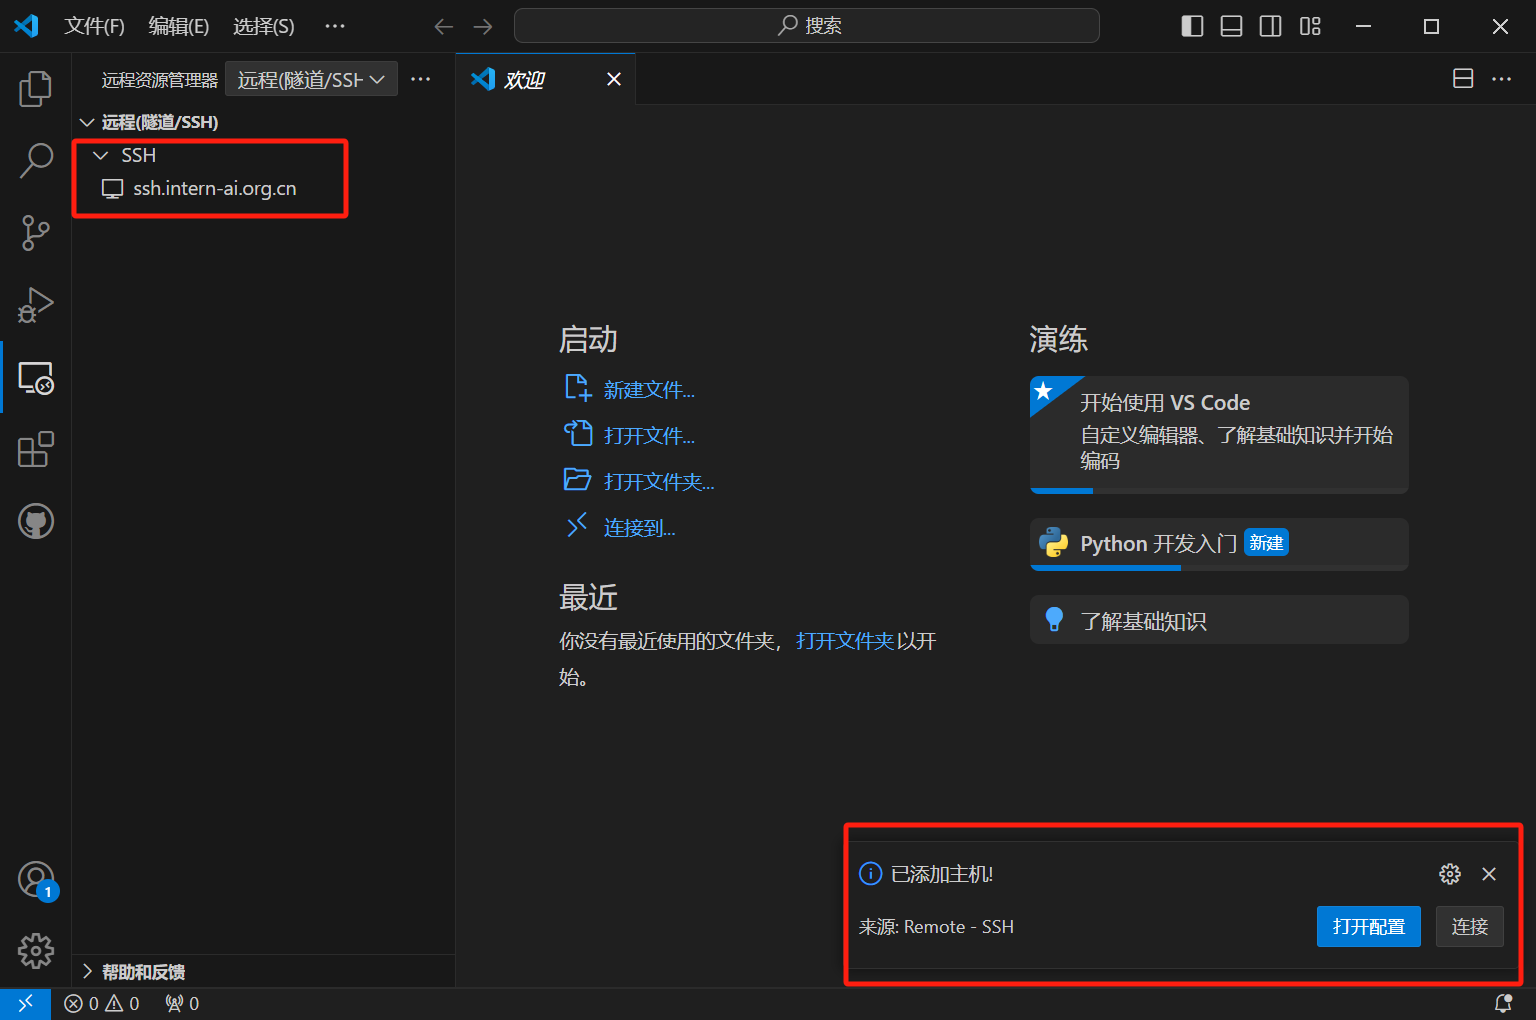 文件(F) 编辑(E) 选择(S) ··· 搜索
远程资源管理器 远程(隧道/SSH ···
欢迎
远程(隧道/SSH)
SSH
ssh.intern-ai.org.cn
启动
新建文件...
打开文件...
打开文件夹...
连接到...
最近
你没有最近使用的文件夹，打开文件夹以开
始。
演练
开始使用 VS Code
自定义编辑器、了解基础知识并开始
编码
Python 开发入门 新建
了解基础知识
已添加主机!
来源: Remote - SSH 打开配置 连接
1
帮助和反馈
0 0 0